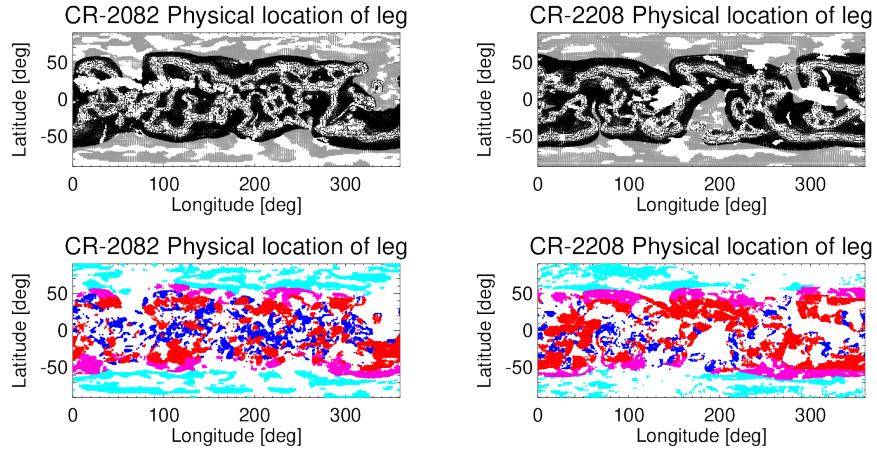 CR-2082 Physical location of leg
Latitude [deg]
50
0
-50
0 100 200 300
Longitude [deg]
CR-2208 Physical location of leg
Latitude [deg]
50
0
-50
0 100 200 300
Longitude [deg]
CR-2082 Physical location of leg
Latitude [deg]
50
0
-50
0 100 200 300
Longitude [deg]
CR-2208 Physical location of leg
Latitude [deg]
50
0
-50
0 100 200 300
Longitude [deg]